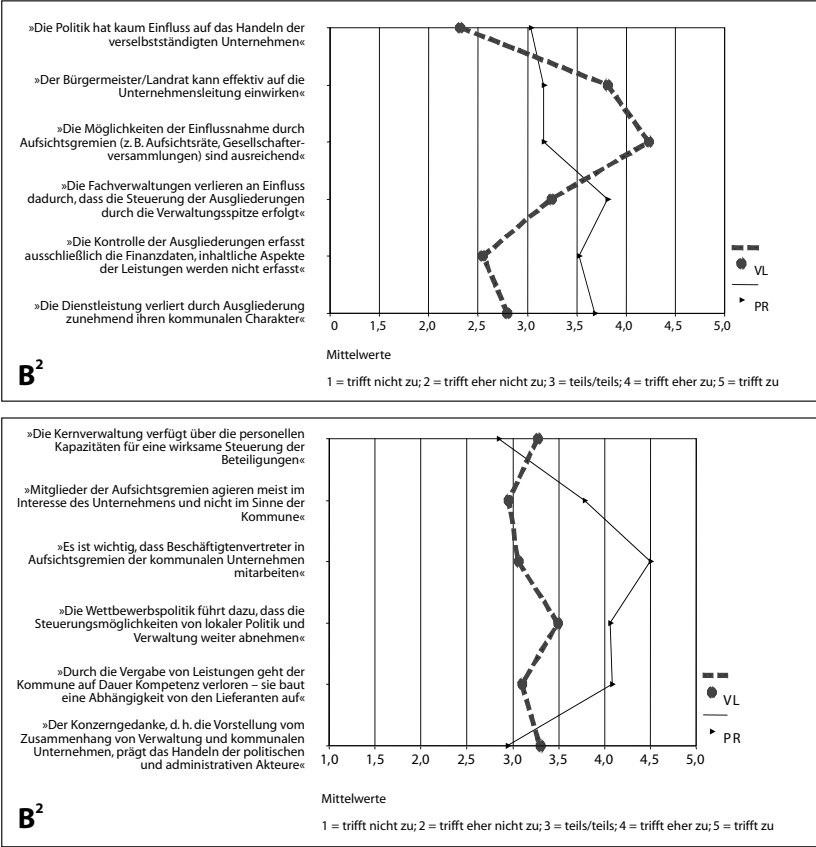 »Die Politik hat kaum Einfluss auf das Handeln der
verselbstständigten Unternehmen«
»Der Bürgermeister/Landrat kann effektiv auf die
Unternehmensleitung einwirken«
»Die Möglichkeiten der Einflussnahme durch
Aufsichtsgremien (z. B. Aufsichtsräte, Gesellschafter-
versammlungen) sind ausreichend«
»Die Fachverwaltungen verlieren an Einfluss
dadurch, dass die Steuerung der Ausgliederungen
durch die Verwaltungsspitze erfolgt«
»Die Kontrolle der Ausgliederungen erfasst
ausschließlich die Finanzdaten, inhaltliche Aspekte
der Leistungen werden nicht erfasst«
»Die Dienstleistung verliert durch Ausgliederung
zunehmend ihren kommunalen Charakter«
VL
PR
0 1,5 2,0 2,5 3,0 3,5 4,0 4,5 5,0
Mittelwerte
1 = trifft nicht zu; 2 = trifft eher nicht zu; 3 = teils/teils; 4 = trifft eher zu; 5 = trifft zu
B²
»Die Kernverwaltung verfügt über die personellen
Kapazitäten für eine wirksame Steuerung der
Beteiligungen«
»Mitglieder der Aufsichtsgremien agieren meist im
Interesse des Unternehmens und nicht im Sinne der
Kommune«
»Es ist wichtig, dass Beschäftigtenvertreter in
Aufsichtsgremien der kommunalen Unternehmen
mitarbeiten«
»Die Wettbewerbspolitik führt dazu, dass die
Steuerungsmöglichkeiten von lokaler Politik und
Verwaltung weiter abnehmen«
»Durch die Vergabe von Leistungen geht der
Kommune auf Dauer Kompetenz verloren – sie baut
eine Abhängigkeit von den Lieferanten auf«
»Der Konzerngedanke, d. h. die Vorstellung vom
Zusammenhang von Verwaltung und kommunalen
Unternehmen, prägt das Handeln der politischen
und administrativen Akteure«
VL
PR
1,0 1,5 2,0 2,5 3,0 3,5 4,0 4,5 5,0
Mittelwerte
1 = trifft nicht zu; 2 = trifft eher nicht zu; 3 = teils/teils; 4 = trifft eher zu; 5 = trifft zu
B²